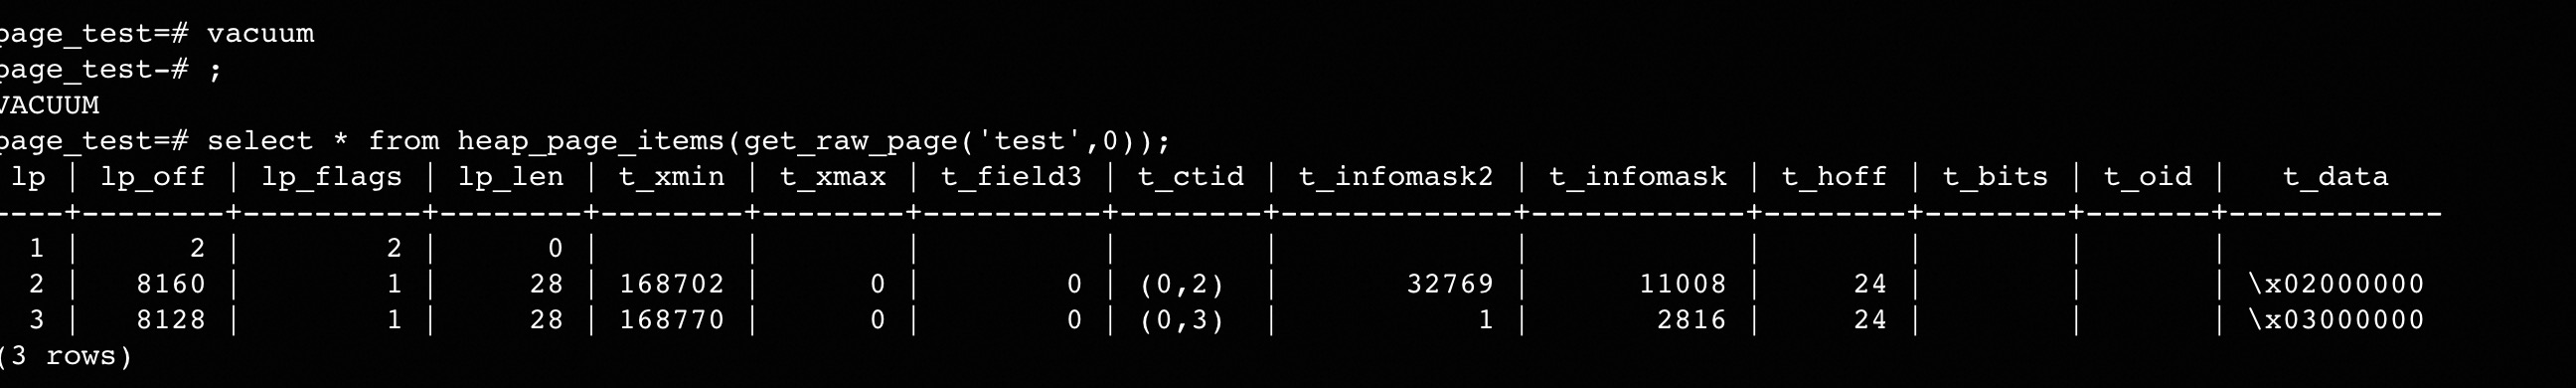 page_test=# vacuum
page_test-# ;
VACUUM
page_test=# select * from heap_page_items(get_raw_page('test',0));
 lp | lp_off | lp_flags | lp_len | t_xmin | t_xmax | t_field3 | t_ctid | t_infomask2 | t_infomask | t_hoff | t_bits | t_oid |   t_data
----+--------+----------+--------+--------+--------+----------+--------+-------------+------------+--------+--------+-------+------------
  1 |      2 |        2 |      0 |        |        |          |        |             |            |        |        |       |
  2 |   8160 |        1 |     28 | 168702 |      0 |        0 | (0,2)  |       32769 |      11008 |     24 |        |       | \x02000000
  3 |   8128 |        1 |     28 | 168770 |      0 |        0 | (0,3)  |           1 |       2816 |     24 |        |       | \x03000000
(3 rows)